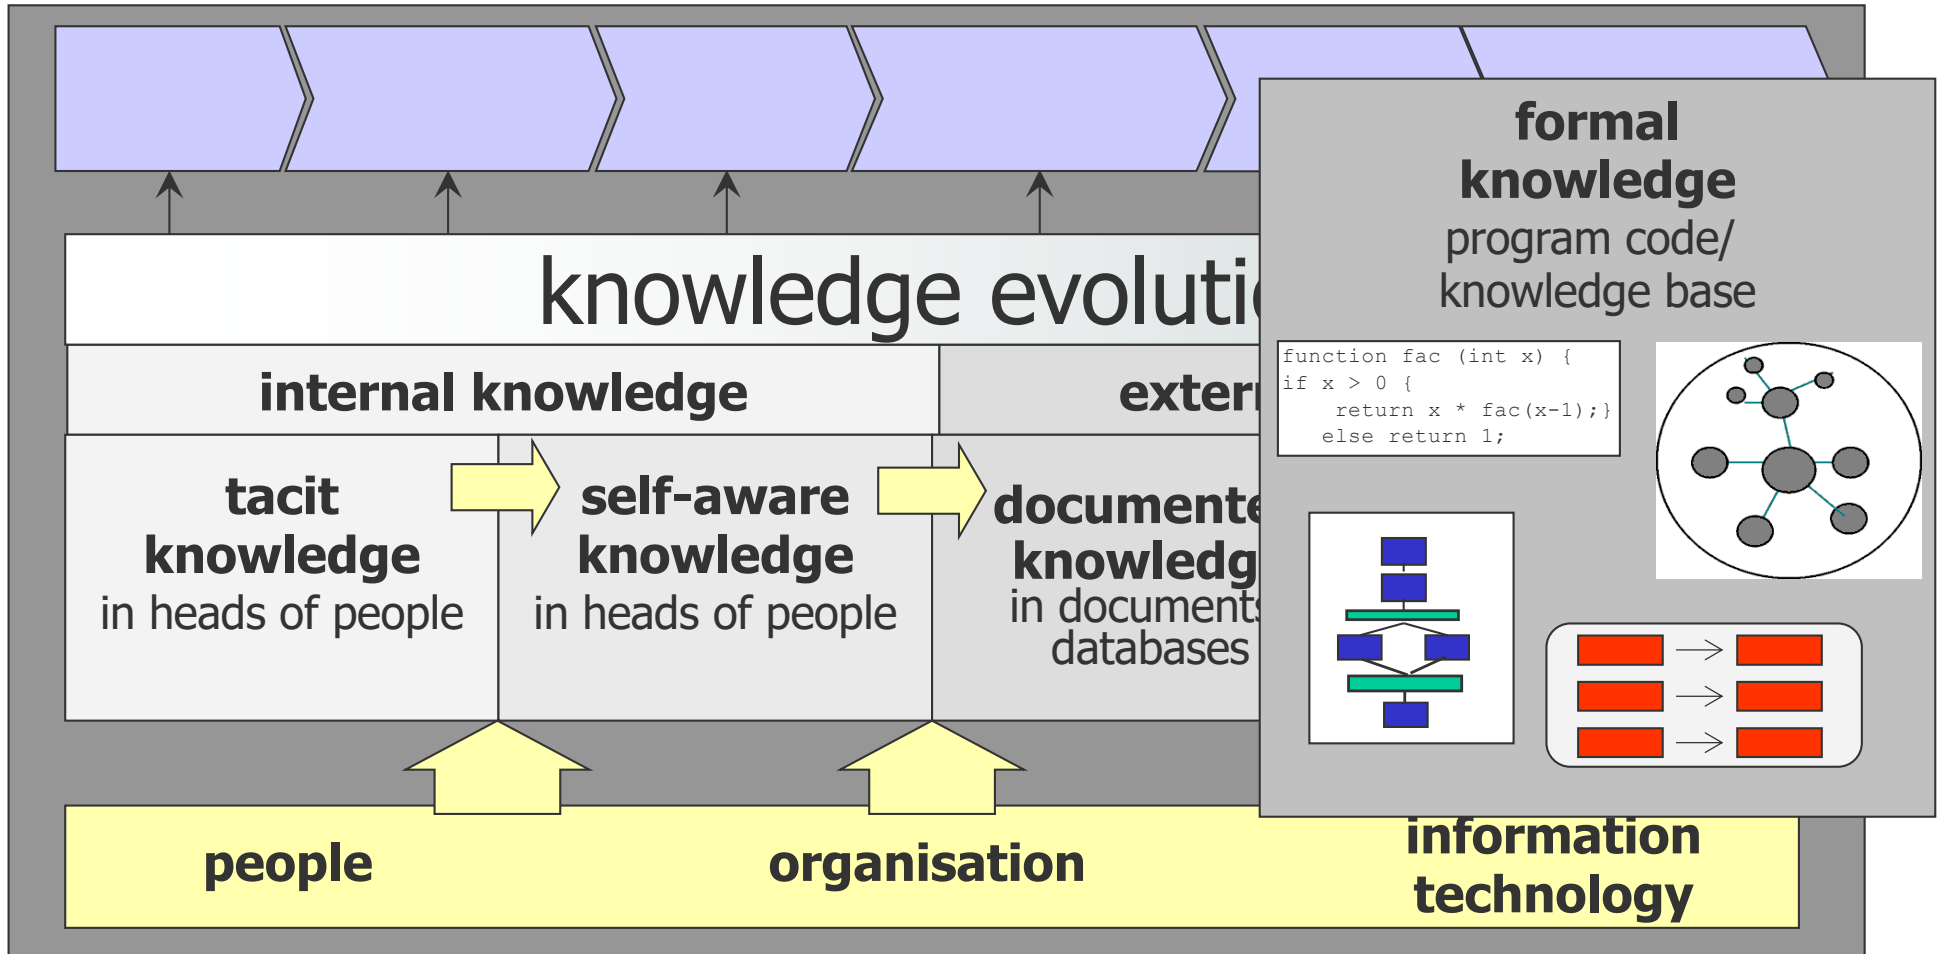 knowledge evoluti
internal knowledge
extern
tacit
knowledge
in heads of people
self-aware
knowledge
in heads of people
documente
knowledg
in documents
databases
people
organisation
information
technology
formal
knowledge
program code/
knowledge base
function fac (int x) {
if x > 0 {
return x * fac(x-1);}
else return 1;